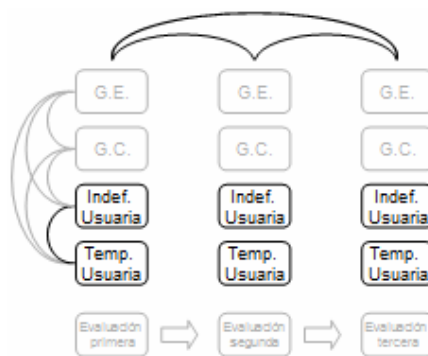 G.E. G.E. G.E.
G.C. G.C. G.C.
Indef. Indef. Indef.
Usuaria Usuaria Usuaria
Temp. Temp. Temp.
Usuaria Usuaria Usuaria
Evaluación Evaluación Evaluación
primera segunda tercera